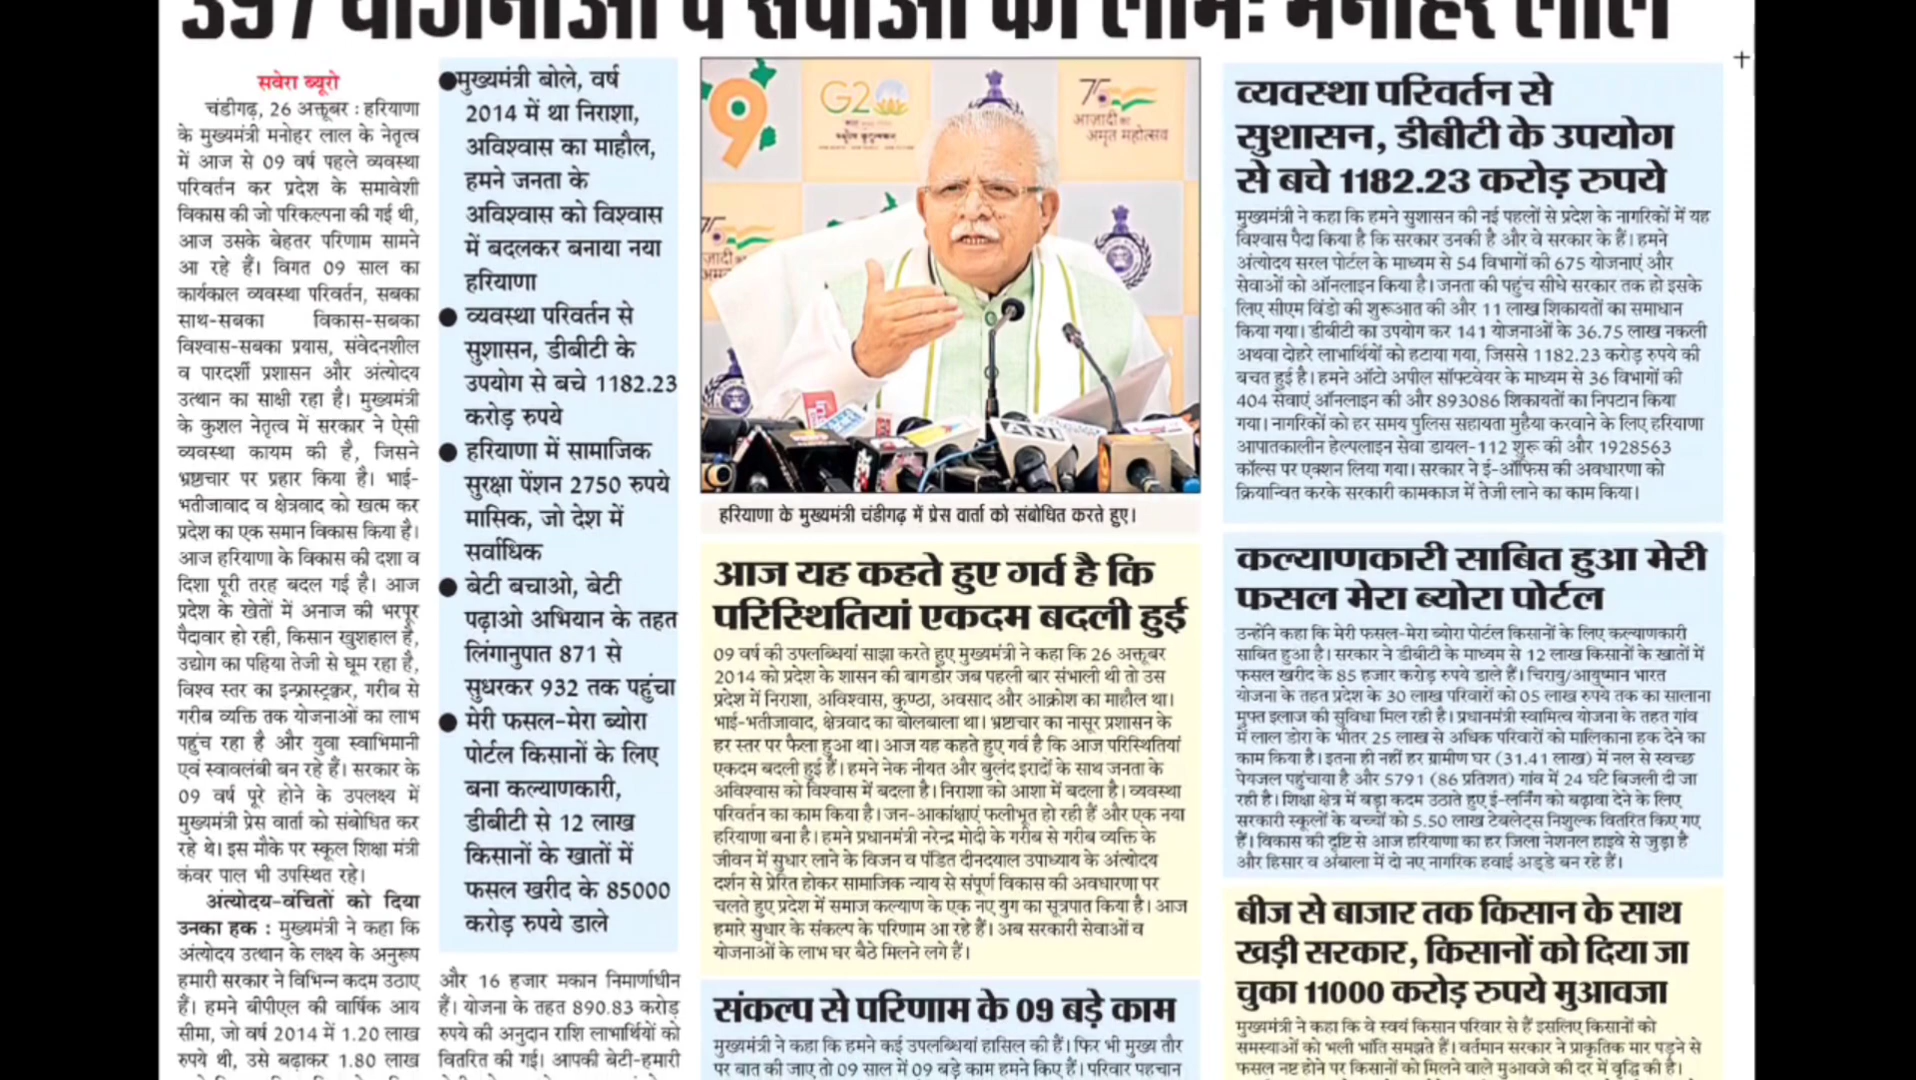 397 योजनाओं व सेवाओं का लाभः मनोहर लाल
सवेरा ब्यूरो
चंडीगढ़, 26 अक्तूबर : हरियाणा
के मुख्यमंत्री मनोहर लाल के नेतृत्व
में आज से 09 वर्ष पहले व्यवस्था
परिवर्तन कर प्रदेश के समावेशी
विकास की जो परिकल्पना की गई थी,
आज उसके बेहतर परिणाम सामने
आ रहे हैं। विगत 09 साल का
कार्यकाल व्यवस्था परिवर्तन, सबका
साथ-सबका विकास-सबका
विश्वास-सबका प्रयास, संवेदनशील
व पारदर्शी प्रशासन और अंत्योदय
उत्थान का साक्षी रहा है। मुख्यमंत्री
के कुशल नेतृत्व में सरकार ने ऐसी
व्यवस्था कायम की है, जिसने
भ्रष्टाचार पर प्रहार किया है। भाई-
भतीजावाद व क्षेत्रवाद को खत्म कर
प्रदेश का एक समान विकास किया है।
आज हरियाणा के विकास की दशा व
दिशा पूरी तरह बदल गई है। आज
प्रदेश के खेतों में अनाज की भरपूर
पैदावार हो रही, किसान खुशहाल है,
उद्योग का पहिया तेजी से घूम रहा है,
विश्व स्तर का इन्फ्रास्ट्रक्चर, गरीब से
गरीब व्यक्ति तक योजनाओं का लाभ
पहुंच रहा है और युवा स्वाभिमानी
एवं स्वावलंबी बन रहे हैं। सरकार के
09 वर्ष पूरे होने के उपलक्ष्य में
मुख्यमंत्री प्रेस वार्ता को संबोधित कर
रहे थे। इस मौके पर स्कूल शिक्षा मंत्री
कंवर पाल भी उपस्थित रहे।
अंत्योदय-वंचितों को दिया
उनका हक : मुख्यमंत्री ने कहा कि
अंत्योदय उत्थान के लक्ष्य के अनुरूप
हमारी सरकार ने विभिन्न कदम उठाए
हैं। हमने बीपीएल की वार्षिक आय
सीमा, जो वर्ष 2014 में 1.20 लाख
रुपये थी, उसे बढ़ाकर 1.80 लाख
●मुख्यमंत्री बोले, वर्ष
2014 में था निराशा,
अविश्वास का माहौल,
हमने जनता के
अविश्वास को विश्वास
में बदलकर बनाया नया
हरियाणा
● व्यवस्था परिवर्तन से
सुशासन, डीबीटी के
उपयोग से बचे 1182.23
करोड़ रुपये
● हरियाणा में सामाजिक
सुरक्षा पेंशन 2750 रुपये
मासिक, जो देश में
सर्वाधिक
● बेटी बचाओ, बेटी
पढ़ाओ अभियान के तहत
लिंगानुपात 871 से
सुधरकर 932 तक पहुंचा
● मेरी फसल-मेरा ब्योरा
पोर्टल किसानों के लिए
बना कल्याणकारी,
डीबीटी से 12 लाख
किसानों के खातों में
फसल खरीद के 85000
करोड़ रुपये डाले
और 16 हजार मकान निमार्णाधीन
हैं। योजना के तहत 890.83 करोड़
रुपये की अनुदान राशि लाभार्थियों को
वितरित की गई। आपकी बेटी-हमारी
9
G20
75
आज़ादी का
अमृत महोत्सव
ANI
हरियाणा के मुख्यमंत्री चंडीगढ़ में प्रेस वार्ता को संबोधित करते हुए।
आज यह कहते हुए गर्व है कि
परिस्थितियां एकदम बदली हुई
09 वर्ष की उपलब्धियां साझा करते हुए मुख्यमंत्री ने कहा कि 26 अक्तूबर
2014 को प्रदेश के शासन की बागडोर जब पहली बार संभाली थी तो उस
प्रदेश में निराशा, अविश्वास, कुण्ठा, अवसाद और आक्रोश का माहौल था।
भाई-भतीजावाद, क्षेत्रवाद का बोलबाला था। भ्रष्टाचार का नासूर प्रशासन के
हर स्तर पर फैला हुआ था। आज यह कहते हुए गर्व है कि आज परिस्थितियां
एकदम बदली हुई हैं। हमने नेक नीयत और बुलंद इरादों के साथ जनता के
अविश्वास को विश्वास में बदला है। निराशा को आशा में बदला है। व्यवस्था
परिवर्तन का काम किया है। जन-आकांक्षाएं फलीभूत हो रही हैं और एक नया
हरियाणा बना है। हमने प्रधानमंत्री नरेन्द्र मोदी के गरीब से गरीब व्यक्ति के
जीवन में सुधार लाने के विजन व पंडित दीनदयाल उपाध्याय के अंत्योदय
दर्शन से प्रेरित होकर सामाजिक न्याय से संपूर्ण विकास की अवधारणा पर
चलते हुए प्रदेश में समाज कल्याण के एक नए युग का सूत्रपात किया है। आज
हमारे सुधार के संकल्प के परिणाम आ रहे हैं। अब सरकारी सेवाओं व
योजनाओं के लाभ घर बैठे मिलने लगे हैं।
संकल्प से परिणाम के 09 बड़े काम
मुख्यमंत्री ने कहा कि हमने कई उपलब्धियां हासिल की हैं। फिर भी मुख्य तौर
पर बात की जाए तो 09 साल में 09 बड़े काम हमने किए हैं। परिवार पहचान
व्यवस्था परिवर्तन से
सुशासन, डीबीटी के उपयोग
से बचे 1182.23 करोड़ रुपये
मुख्यमंत्री ने कहा कि हमने सुशासन की नई पहलों से प्रदेश के नागरिकों में यह
विश्वास पैदा किया है कि सरकार उनकी है और वे सरकार के हैं। हमने
अंत्योदय सरल पोर्टल के माध्यम से 54 विभागों की 675 योजनाएं और
सेवाओं को ऑनलाइन किया है। जनता की पहुंच सीधे सरकार तक हो इसके
लिए सीएम विंडो की शुरूआत की और 11 लाख शिकायतों का समाधान
किया गया। डीबीटी का उपयोग कर 141 योजनाओं के 36.75 लाख नकली
अथवा दोहरे लाभार्थियों को हटाया गया, जिससे 1182.23 करोड़ रुपये की
बचत हुई है। हमने ऑटो अपील सॉफ्टवेयर के माध्यम से 36 विभागों की
404 सेवाएं ऑनलाइन की और 893086 शिकायतों का निपटान किया
गया। नागरिकों को हर समय पुलिस सहायता मुहैया करवाने के लिए हरियाणा
आपातकालीन हेल्पलाइन सेवा डायल-112 शुरू की और 1928563
कॉल्स पर एक्शन लिया गया। सरकार ने ई-ऑफिस की अवधारणा को
क्रियान्वित करके सरकारी कामकाज में तेजी लाने का काम किया।
कल्याणकारी साबित हुआ मेरी
फसल मेरा ब्योरा पोर्टल
उन्होंने कहा कि मेरी फसल-मेरा ब्योरा पोर्टल किसानों के लिए कल्याणकारी
साबित हुआ है। सरकार ने डीबीटी के माध्यम से 12 लाख किसानों के खातों में
फसल खरीद के 85 हजार करोड़ रुपये डाले हैं। चिरायु/आयुष्मान भारत
योजना के तहत प्रदेश के 30 लाख परिवारों को 05 लाख रुपये तक का सालाना
मुफ्त इलाज की सुविधा मिल रही है। प्रधानमंत्री स्वामित्व योजना के तहत गांव
में लाल डोरा के भीतर 25 लाख से अधिक परिवारों को मालिकाना हक देने का
काम किया है। इतना ही नहीं हर ग्रामीण घर (31.41 लाख) में नल से स्वच्छ
पेयजल पहुंचाया है और 5791 (86 प्रतिशत) गांव में 24 घंटे बिजली दी जा
रही है। शिक्षा क्षेत्र में बड़ा कदम उठाते हुए ई-लर्निंग को बढ़ावा देने के लिए
सरकारी स्कूलों के बच्चों को 5.50 लाख टेबलेट्स निशुल्क वितरित किए गए
हैं। विकास की दृष्टि से आज हरियाणा का हर जिला नेशनल हाइवे से जुड़ा है
और हिसार व अंबाला में दो नए नागरिक हवाई अड्डे बन रहे हैं।
बीज से बाजार तक किसान के साथ
खड़ी सरकार, किसानों को दिया जा
चुका 11000 करोड़ रुपये मुआवजा
मुख्यमंत्री ने कहा कि वे स्वयं किसान परिवार से हैं इसलिए किसानों को
समस्याओं को भली भांति समझते हैं। वर्तमान सरकार ने प्राकृतिक मार पड़ने से
फसल नष्ट होने पर किसानों को मिलने वाले मुआवजे की दर में वृद्धि की है।